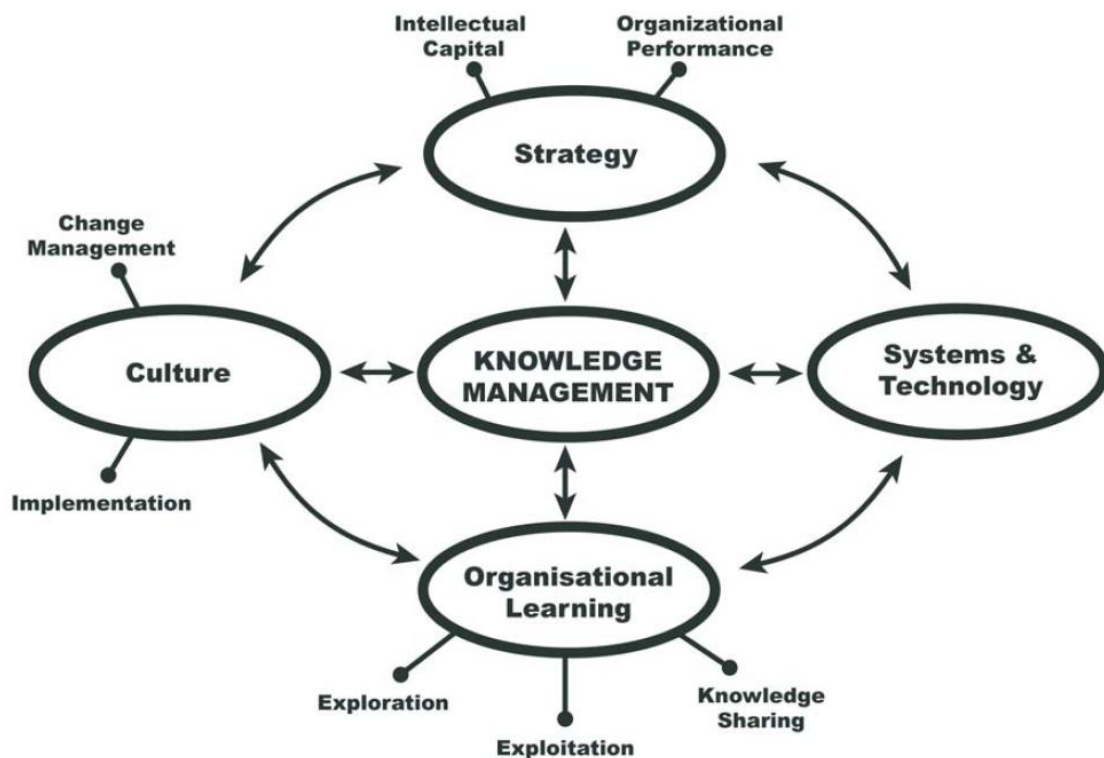 Intellectual
Capital
Organizational
Performance
Strategy
Change
Management
Culture
KNOWLEDGE
MANAGEMENT
Systems &
Technology
Implementation
Organisational
Learning
Exploration
Exploitation
Knowledge
Sharing